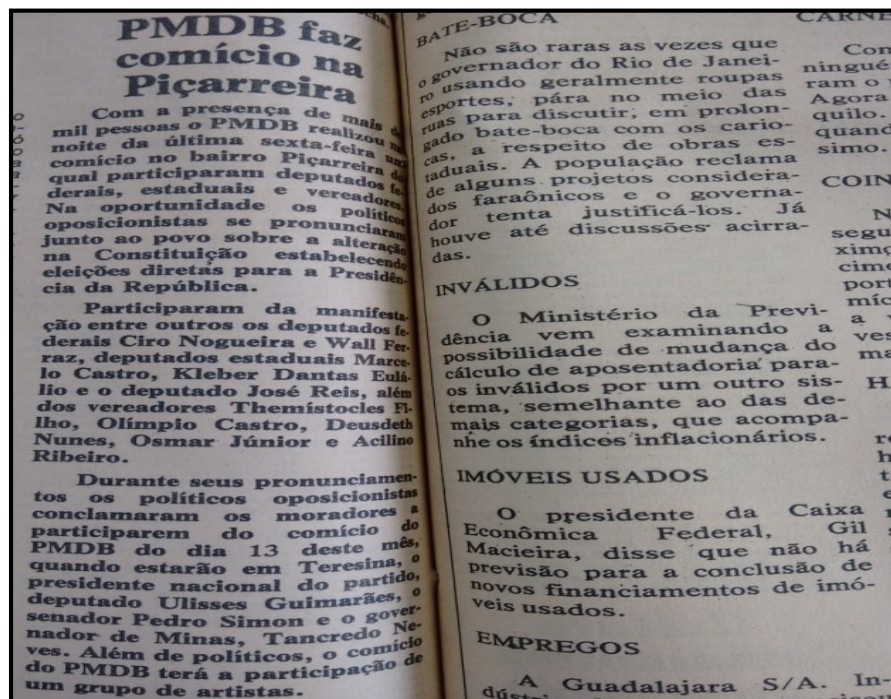 PMDB faz
comício na
Piçarreira
Com a presença de mais de
mil pessoas o PMDB realizou na
noite da última sexta-feira um
comício no bairro Piçarreira do
qual participaram deputados fe-
derais, estaduais e vereadores.
Na oportunidade os políticos
oposicionistas se pronunciaram
junto ao povo sobre a alteração
na Constituição estabelecendo
eleições diretas para a Presidên-
cia da República.
Participaram da manifesta-
ção entre outros os deputados fe-
derais Ciro Nogueira e Wall Fer-
raz, deputados estaduais Marce-
lo Castro, Kleber Dantas Eulá-
lio e o deputado José Reis, além
dos vereadores Themístocles Fi-
lho, Olímpio Castro, Deusdeth
Nunes, Osmar Júnior e Acilino
Ribeiro.
Durante seus pronunciamen-
tos os políticos oposicionistas
conclamaram os moradores a
participarem do comício do
PMDB do dia 13 deste mês,
quando estarão em Teresina, o
presidente nacional do partido,
deputado Ulisses Guimarães, o
senador Pedro Simon e o gover-
nador de Minas, Tancredo Ne-
ves. Além de políticos, o comício
do PMDB terá a participação de
um grupo de artistas.
BATE-BOCA
Não são raras as vezes que
o governador do Rio de Janei-
ro usando geralmente roupas
esportes, pára no meio das
ruas para discutir, em prolon-
gado bate-boca com os cario-
cas, a respeito de obras es-
taduais. A população reclama
de alguns projetos considera-
dos faraônicos e o governa-
dor tenta justificá-los. Já
houve até discussões acirra-
das.
INVÁLIDOS
O Ministério da Previ-
dência vem examinando a
possibilidade de mudança do
cálculo de aposentadoria para
os inválidos por um outro sis-
tema, semelhante ao das de-
mais categorias, que acompa-
nhe os índices inflacionários.
IMÓVEIS USADOS
O presidente da Caixa
Econômica Federal, Gil
Macieira, disse que não há
previsão para a conclusão de
novos financiamentos de imó-
veis usados.
EMPREGOS
A Guadalajara S/A. In-
CARNE
ram o
Agora
quilo.
quand
simo.
COIN
segu